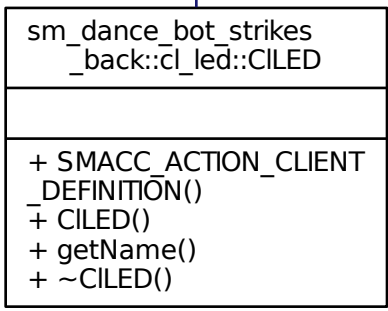 sm_dance_bot_strikes
_back::cl_led::ClLED
+ SMACC_ACTION_CLIENT
_DEFINITION()
+ ClLED()
+ getName()
+ ~ClLED()